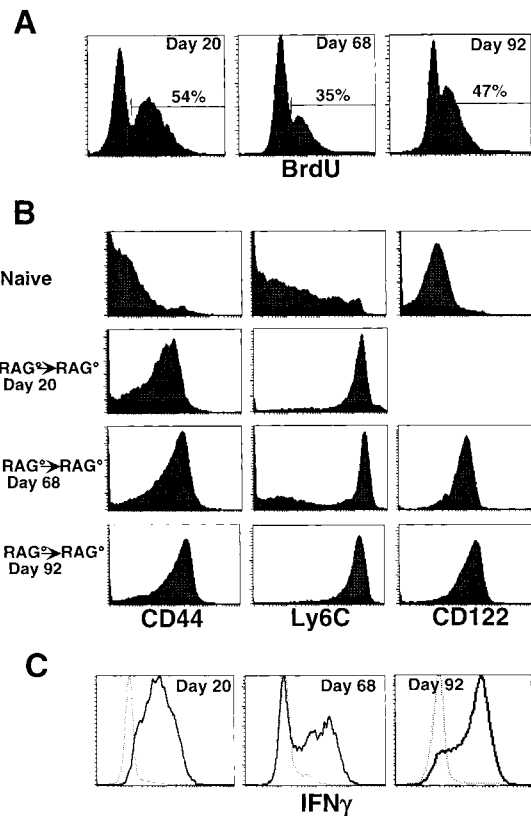 A
Day 20
Day 68
Day 92
54%
35%
47%
BrdU
B
Naive
RAG°→RAG°
Day 20
RAG°→RAG°
Day 68
RAG°→RAG°
Day 92
CD44
Ly6C
CD122
C
Day 20
Day 68
Day 92
IFNγ